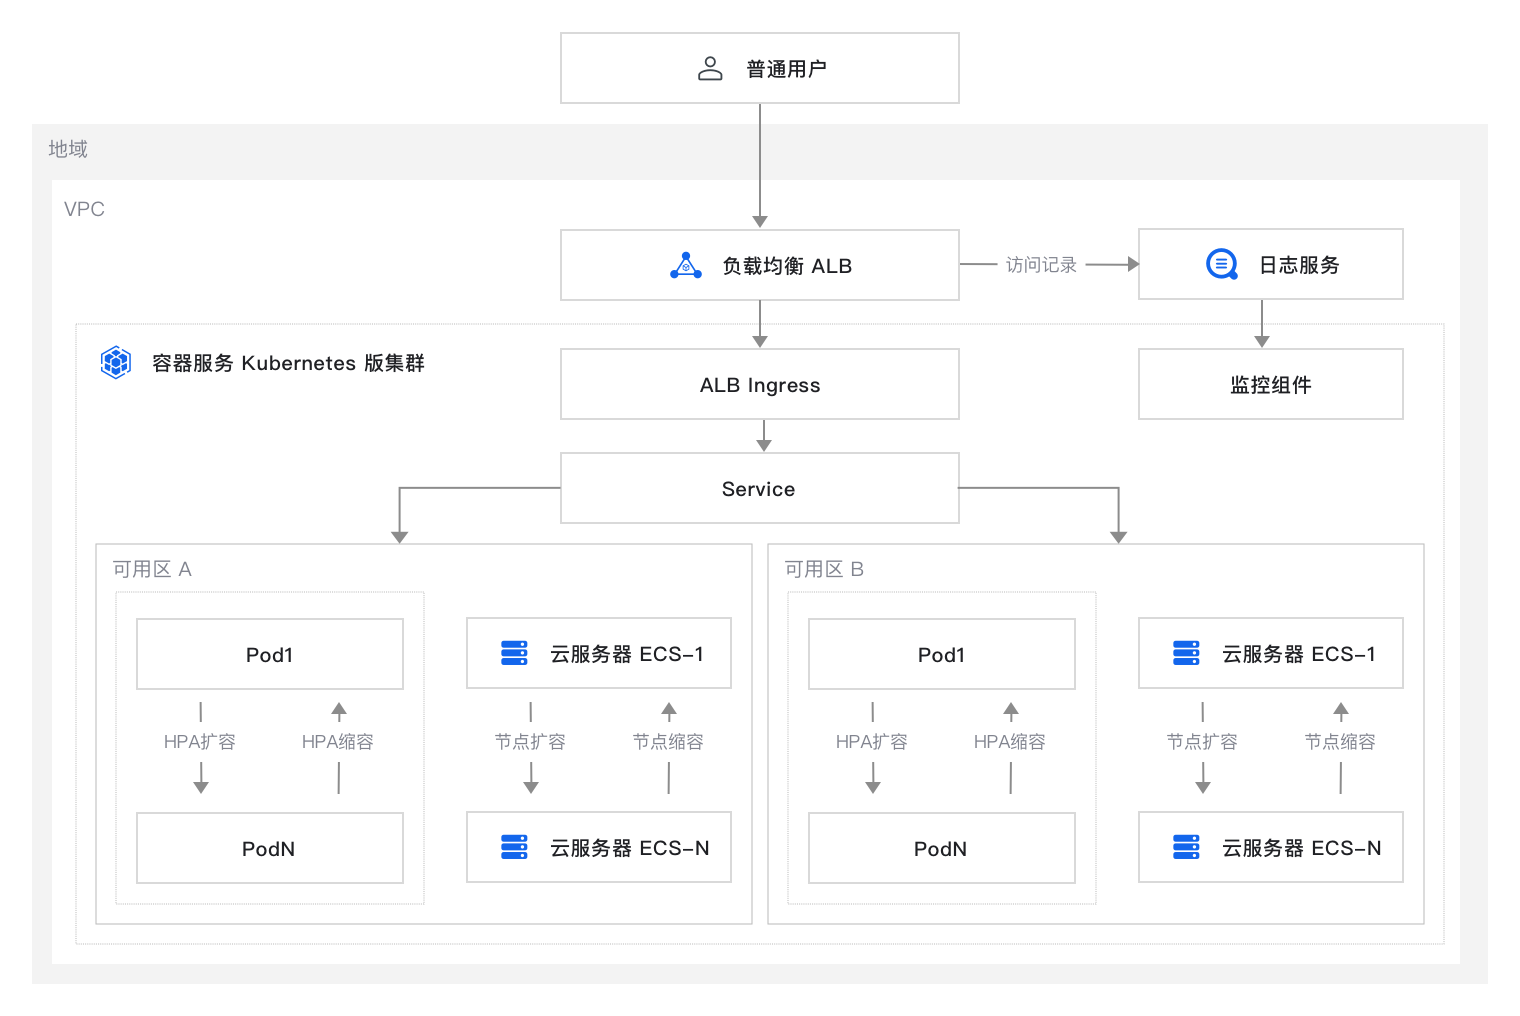 普通用户
地域
VPC
负载均衡 ALB
访问记录
日志服务
容器服务 Kubernetes 版集群
ALB Ingress
监控组件
Service
可用区 A
Pod1
云服务器 ECS-1
HPA扩容
HPA缩容
节点扩容
节点缩容
PodN
云服务器 ECS-N
可用区 B
Pod1
云服务器 ECS-1
HPA扩容
HPA缩容
节点扩容
节点缩容
PodN
云服务器 ECS-N